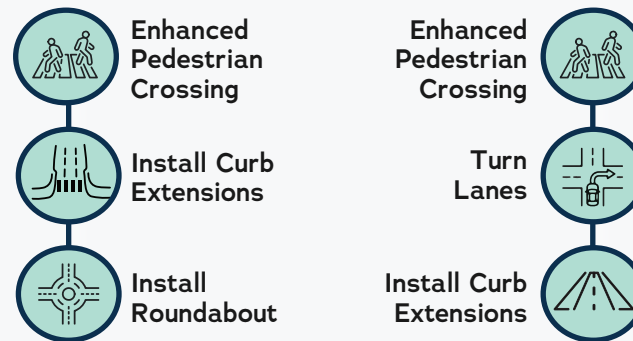 Enhanced
Pedestrian
Crossing
Install Curb
Extensions
Install
Roundabout
Enhanced
Pedestrian
Crossing
Turn
Lanes
Install Curb
Extensions